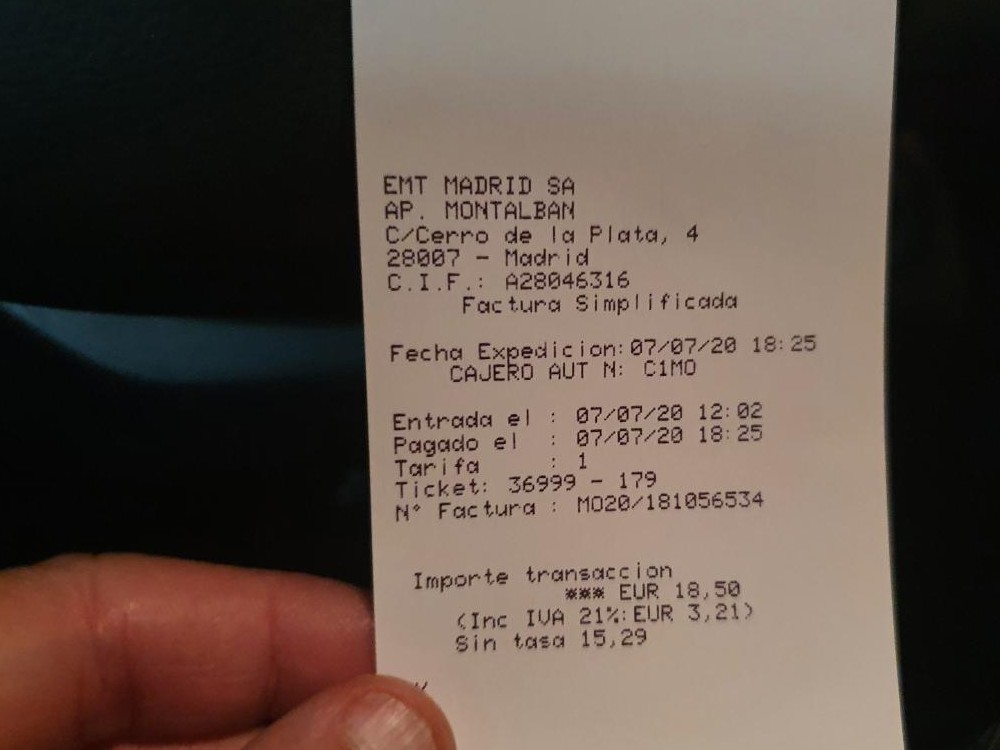 EMT MADRID SA
AP. MONTALBAN
C/Cerro de la Plata, 4
28007 - Madrid
C.I.F.: A28046316
Factura Simplificada
Fecha Expedicion:07/07/20 18:25
CAJERO AUT N: C1MO
Entrada el : 07/07/20 12:02
Pagado el : 07/07/20 18:25
Tarifa : 1
Ticket: 36999 - 179
Nº Factura : MO20/181056534
Importe transaccion
*** EUR 18,50
(Inc IVA 21%:EUR 3,21)
Sin tasa 15,29